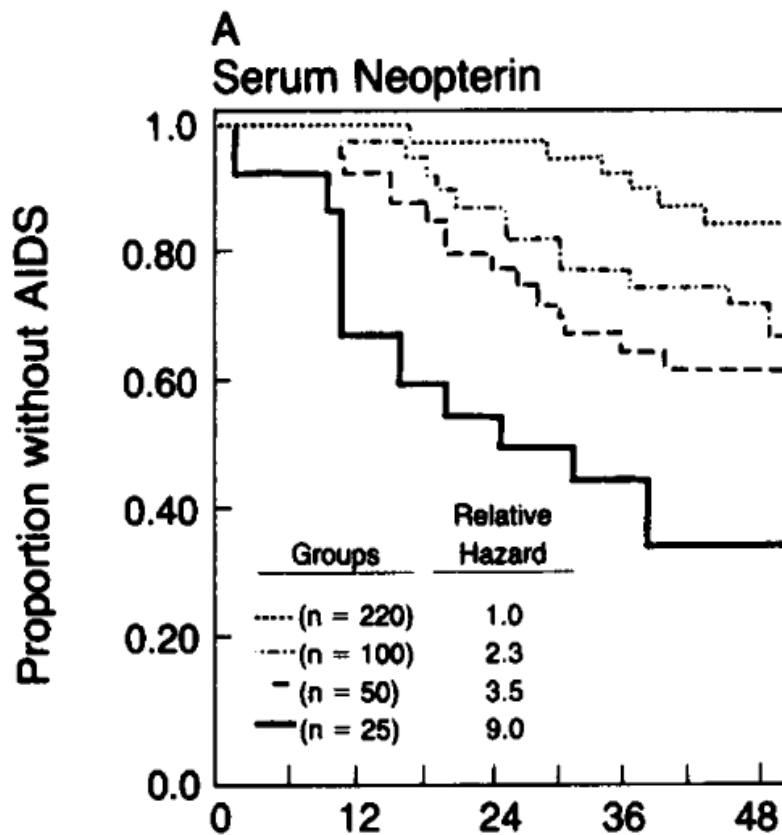 A
Serum Neopterin
Proportion without AIDS
1.0
0.80
0.60
0.40
0.20
0.0
Relative
Groups Hazard
(n = 220) 1.0
(n = 100) 2.3
(n = 50) 3.5
(n = 25) 9.0
0 12 24 36 48